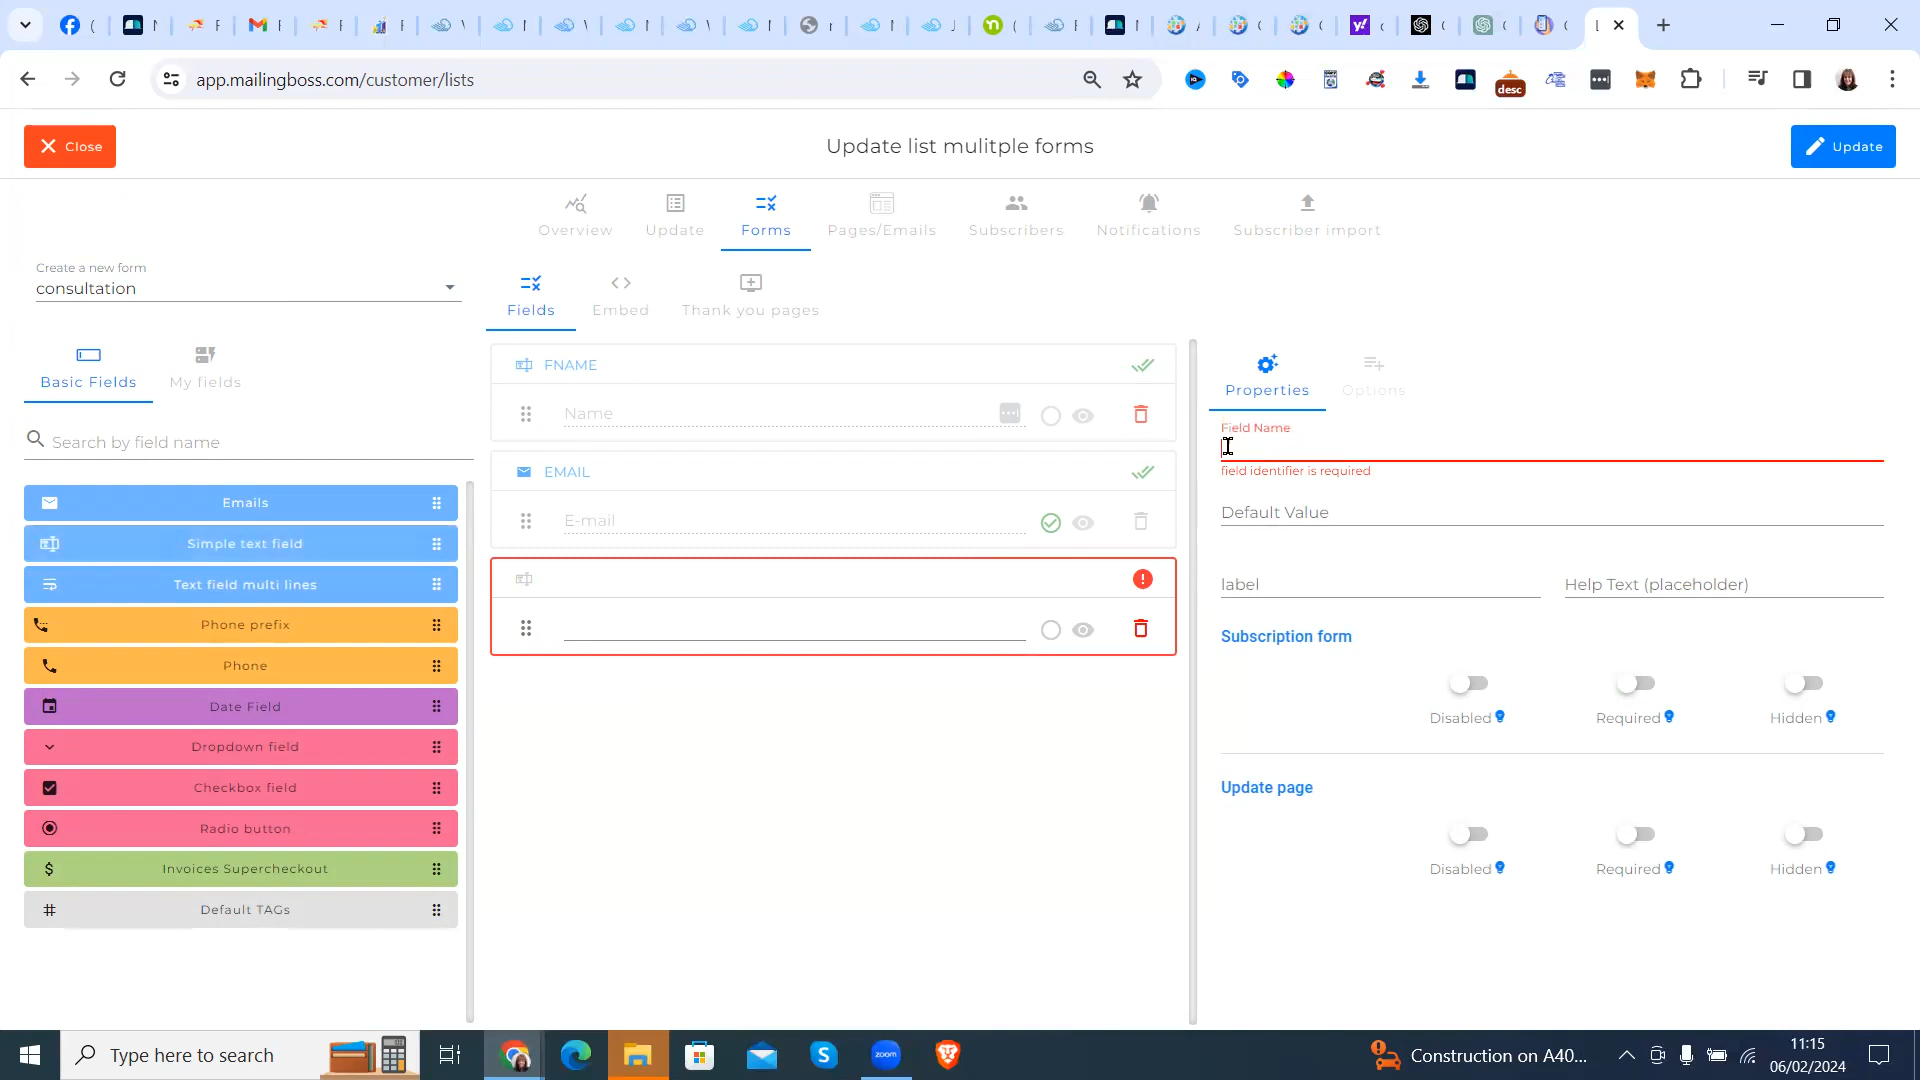 app.mailingboss.com/customer/lists
desc
Close
Update list mulitple forms
Update
Overview
Update
Forms
Pages/Emails
Subscribers
Notifications
Subscriber import
Create a new form
consultation
Fields
Embed
Thank you pages
Basic Fields
My fields
Search by field name
Emails
Simple text field
Text field multi lines
Phone prefix
Phone
Date Field
Dropdown field
Checkbox field
Radio button
Invoices Supercheckout
Default TAGs
FNAME
Name
EMAIL
E-mail
Properties
Options
Field Name
field identifier is required
Default Value
label
Help Text (placeholder)
Subscription form
Disabled
Required
Hidden
Update page
Disabled
Required
Hidden
Type here to search
zoom
Construction on A40...
11:15
06/02/2024